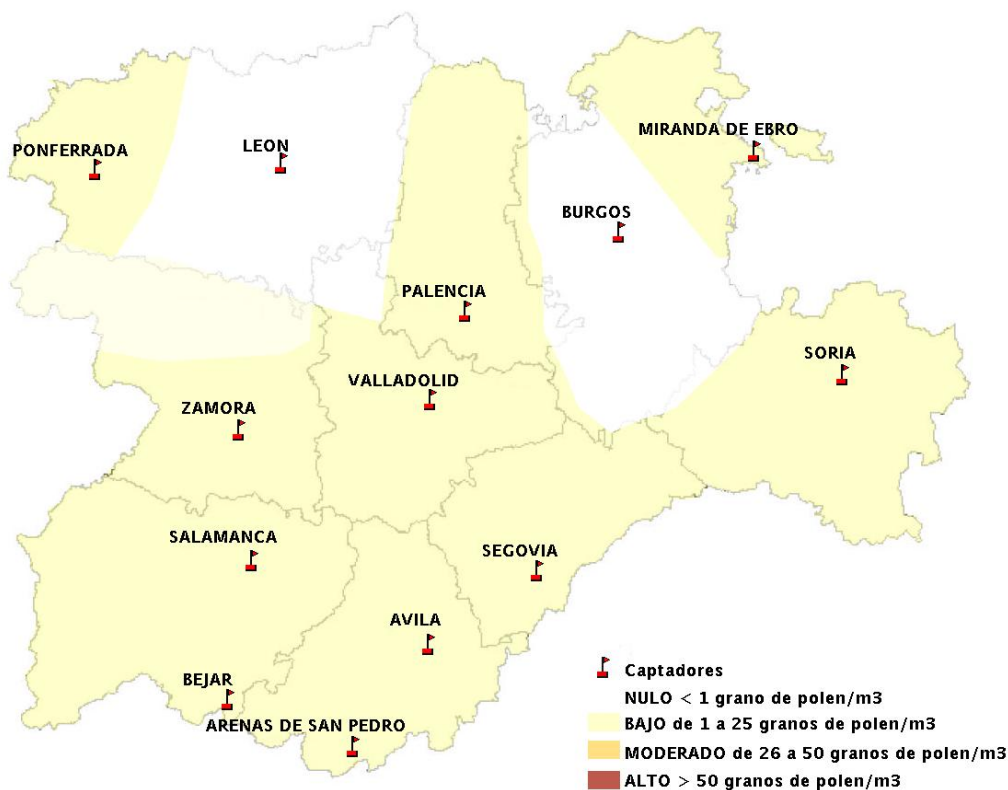 MIRANDA DE EBRO
LEON
PONFERRADA
BURGOS
PALENCIA
SORIA
VALLADOLID
ZAMORA
SALAMANCA
SEGOVIA
AVILA
BEJAR
ARENAS DE SAN PEDRO
Captadores
NULO < 1 grano de polen/m3
BAJO de 1 a 25 granos de polen/m3
MODERADO de 26 a 50 granos de polen/m3
ALTO > 50 granos de polen/m3